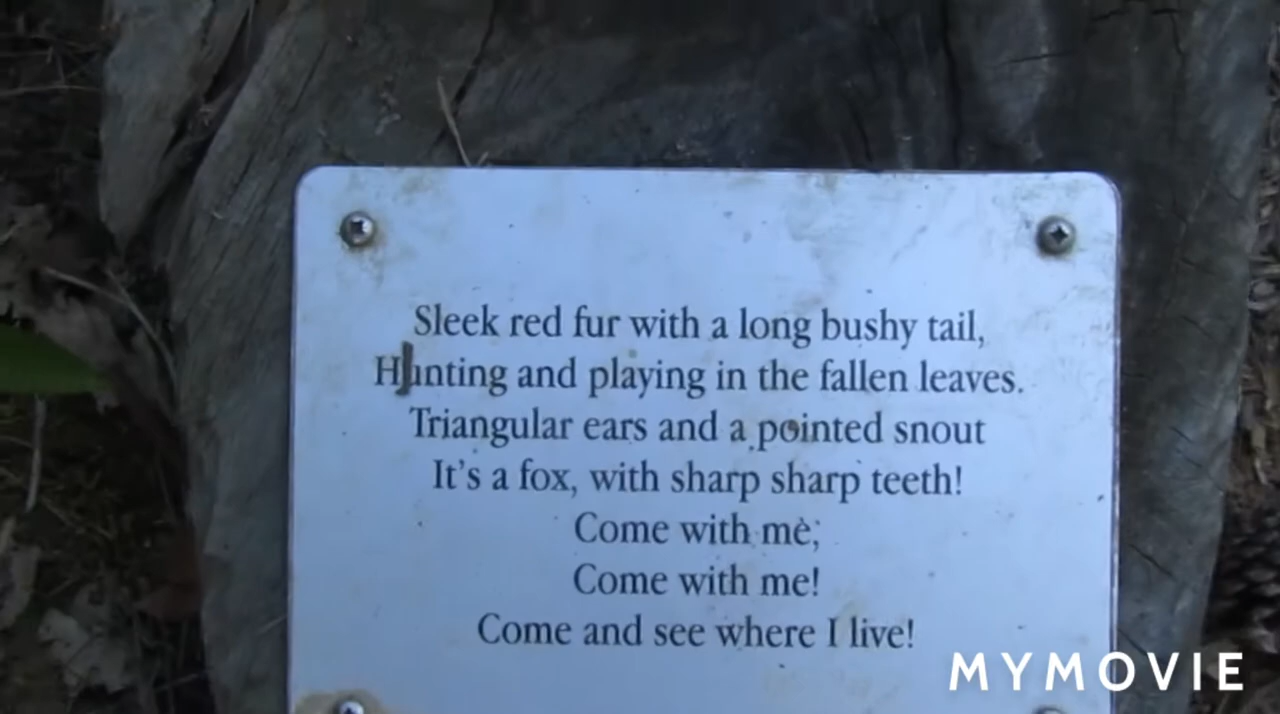 Sleek red fur with a long bushy tail,
Hunting and playing in the fallen leaves.
Triangular ears and a pointed snout
It's a fox, with sharp sharp teeth!
Come with me;
Come with me!
Come and see where I live!
MYMOVIE